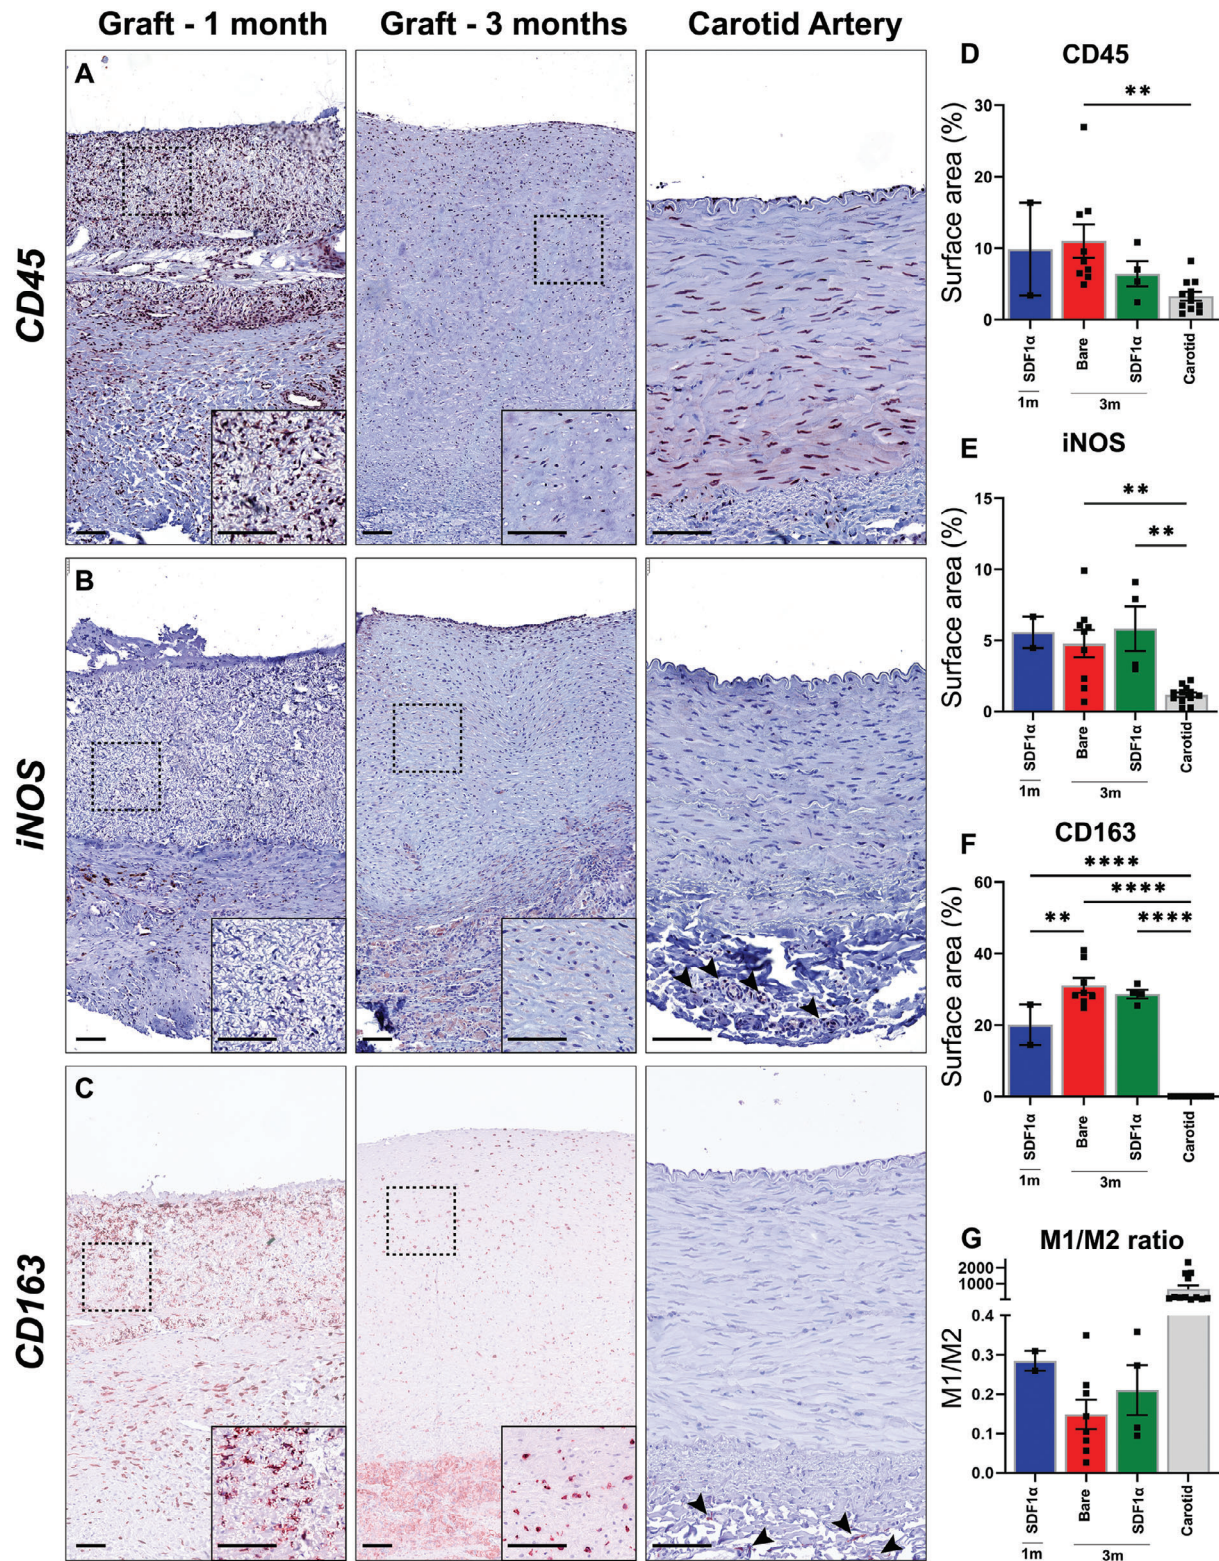 Graft - 1 month
Graft - 3 months
Carotid Artery
CD45
iNOS
CD163
A
B
C
D
CD45
**
Surface area (%)
30
20
10
0
SDF1α
Bare
SDF1α
Carotid
1m
3m
E
iNOS
**
**
Surface area (%)
15
10
5
0
SDF1α
Bare
SDF1α
Carotid
1m
3m
F
CD163
****
****
** ****
Surface area (%)
60
40
20
0
SDF1α
Bare
SDF1α
Carotid
1m
3m
G
M1/M2 ratio
M1/M2
2000
1000
0.4
0.3
0.2
0.1
0.0
SDF1α
Bare
SDF1α
Carotid
1m
3m